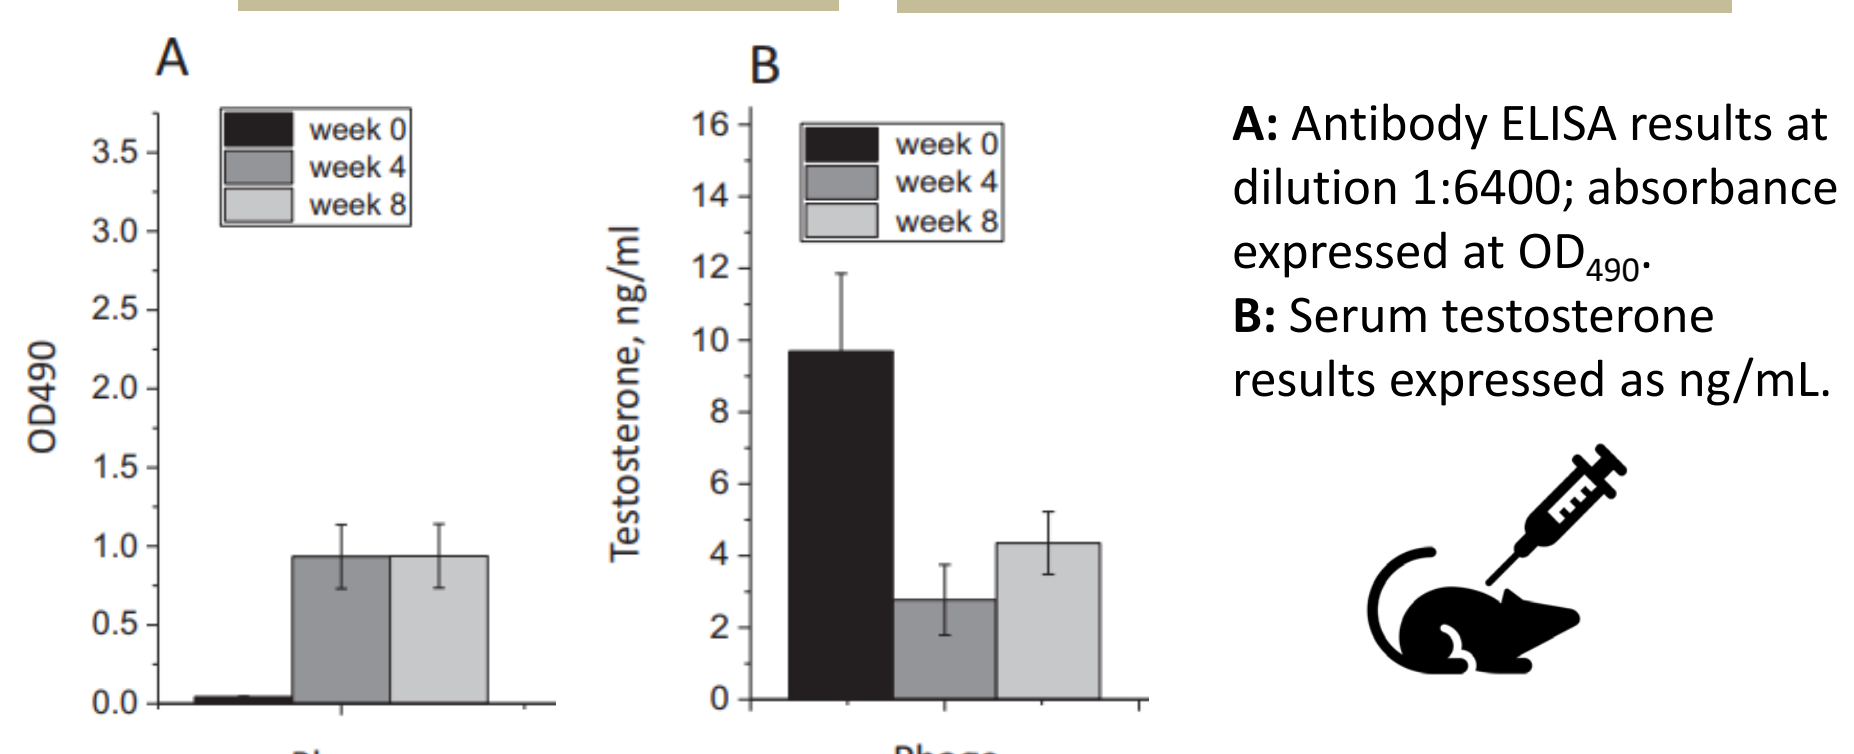 A
week 0
week 4
week 8
3.5
3.0
2.5
2.0
1.5
1.0
0.5
0.0
OD490
B
week 0
week 4
week 8
16
14
12
10
8
6
4
2
0
Testosterone, ng/ml
A: Antibody ELISA results at
dilution 1:6400; absorbance
expressed at OD490.
B: Serum testosterone
results expressed as ng/mL.